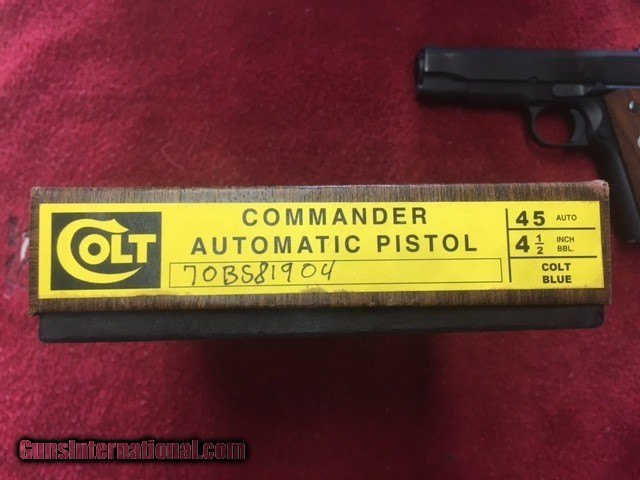 COLT
COMMANDER
AUTOMATIC PISTOL
70BS81904
45 AUTO
4 1/2 INCH BBL.
COLT
BLUE
GunsInternational.com